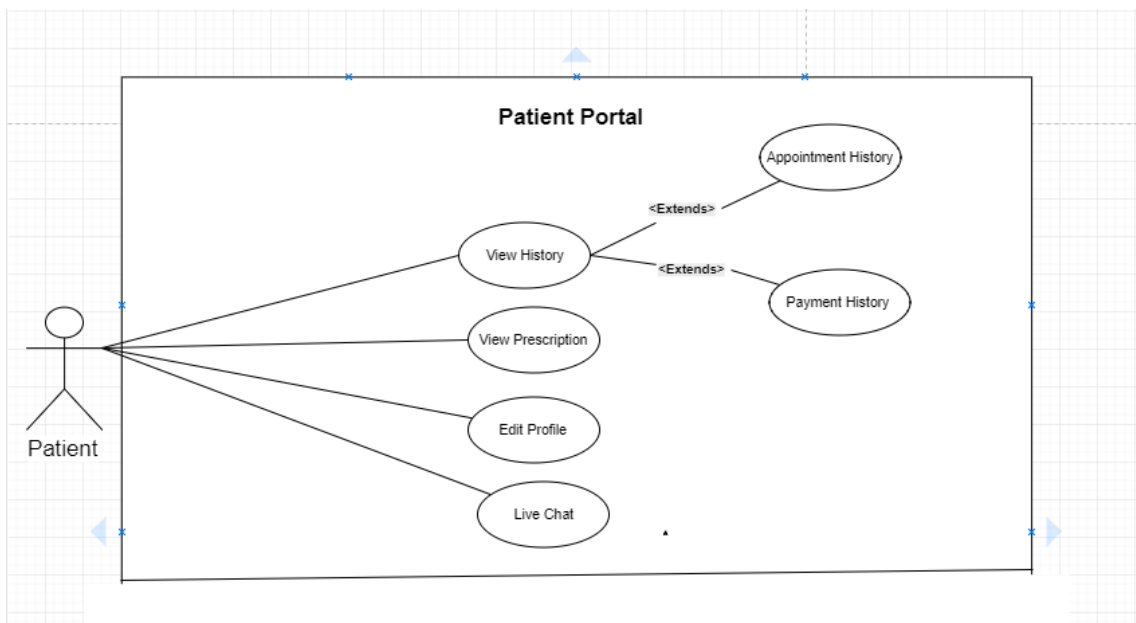 Patient Portal
Appointment History
<Extends>
View History
<Extends>
Payment History
View Prescription
Edit Profile
Patient
Live Chat